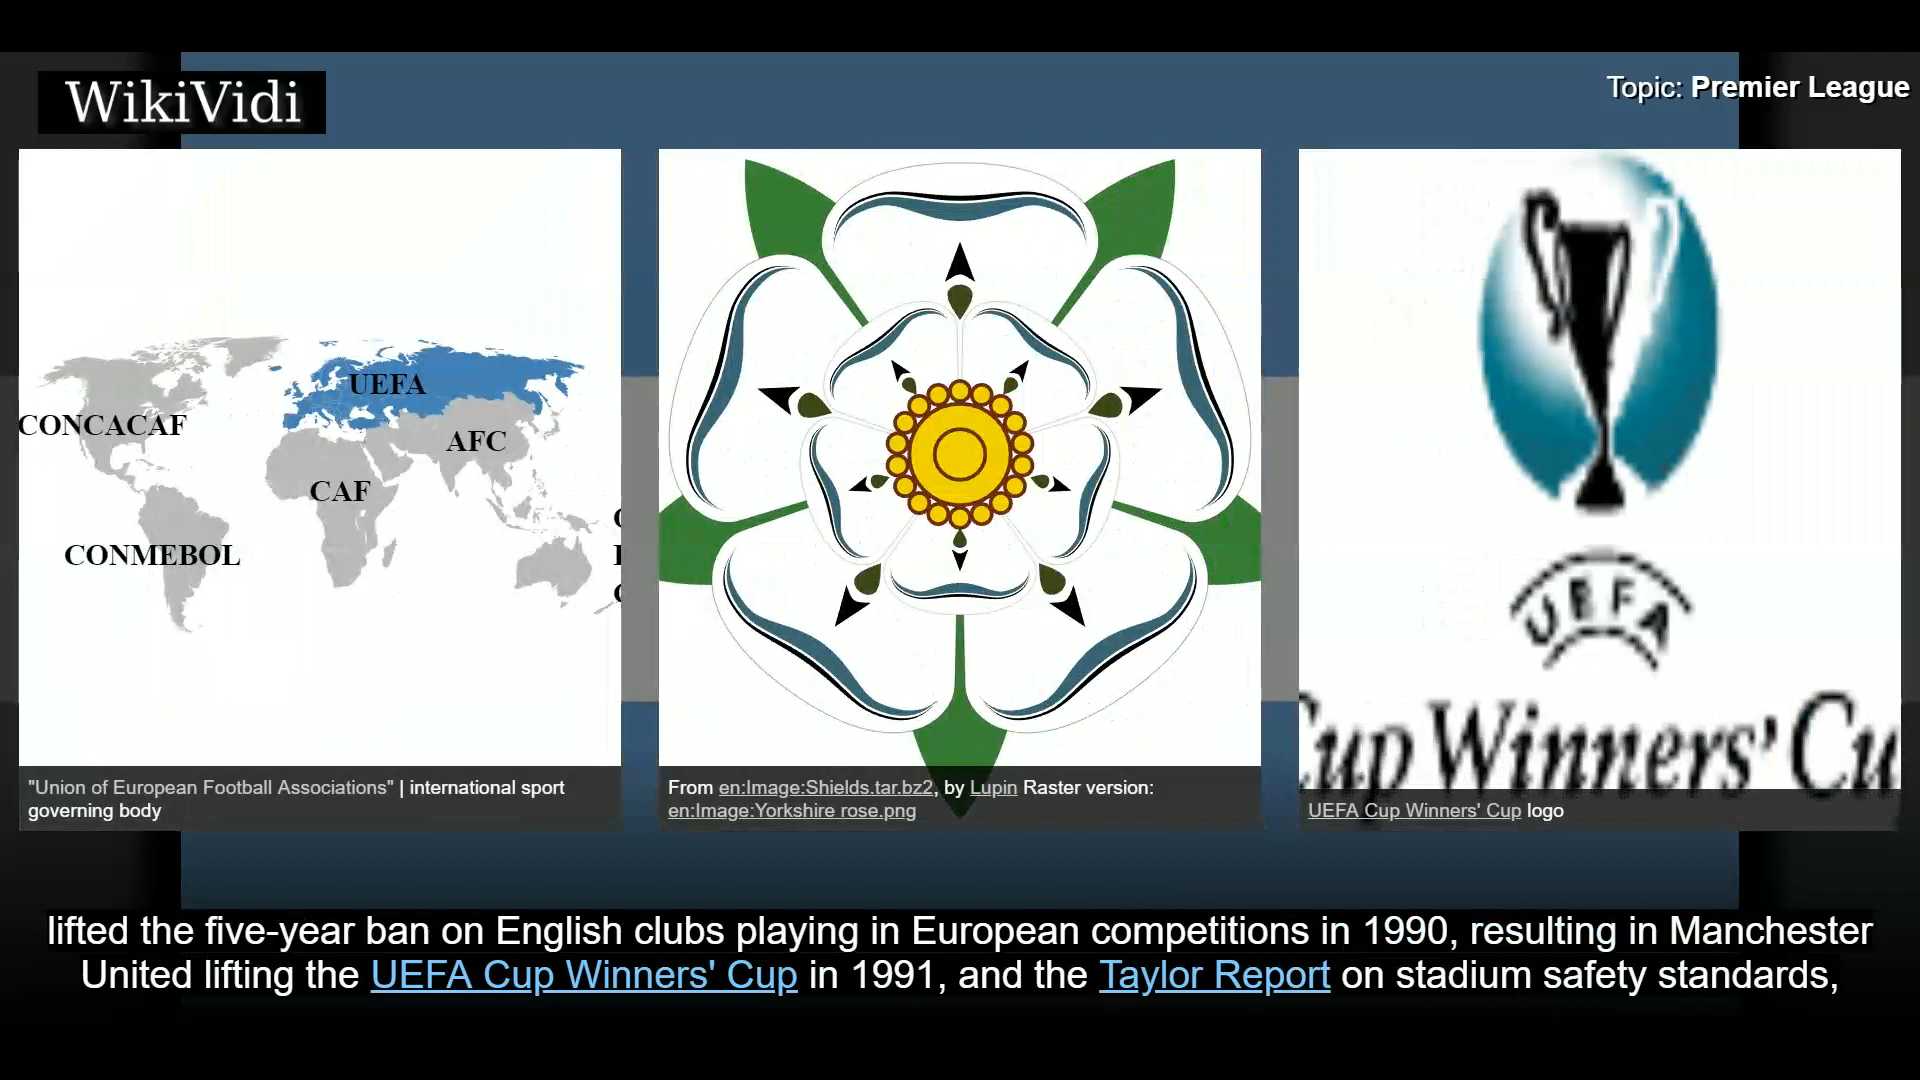 WikiVidi
Topic: Premier League
UEFA
CONCACAF
AFC
CAF
CONMEBOL
"Union of European Football Associations" | international sport
governing body
From en:Image:Shields.tar.bz2, by Lupin Raster version:
en:Image:Yorkshire rose.png
UEFA
Cup Winners' Cu
UEFA Cup Winners' Cup logo
lifted the five-year ban on English clubs playing in European competitions in 1990, resulting in Manchester
United lifting the UEFA Cup Winners' Cup in 1991, and the Taylor Report on stadium safety standards,